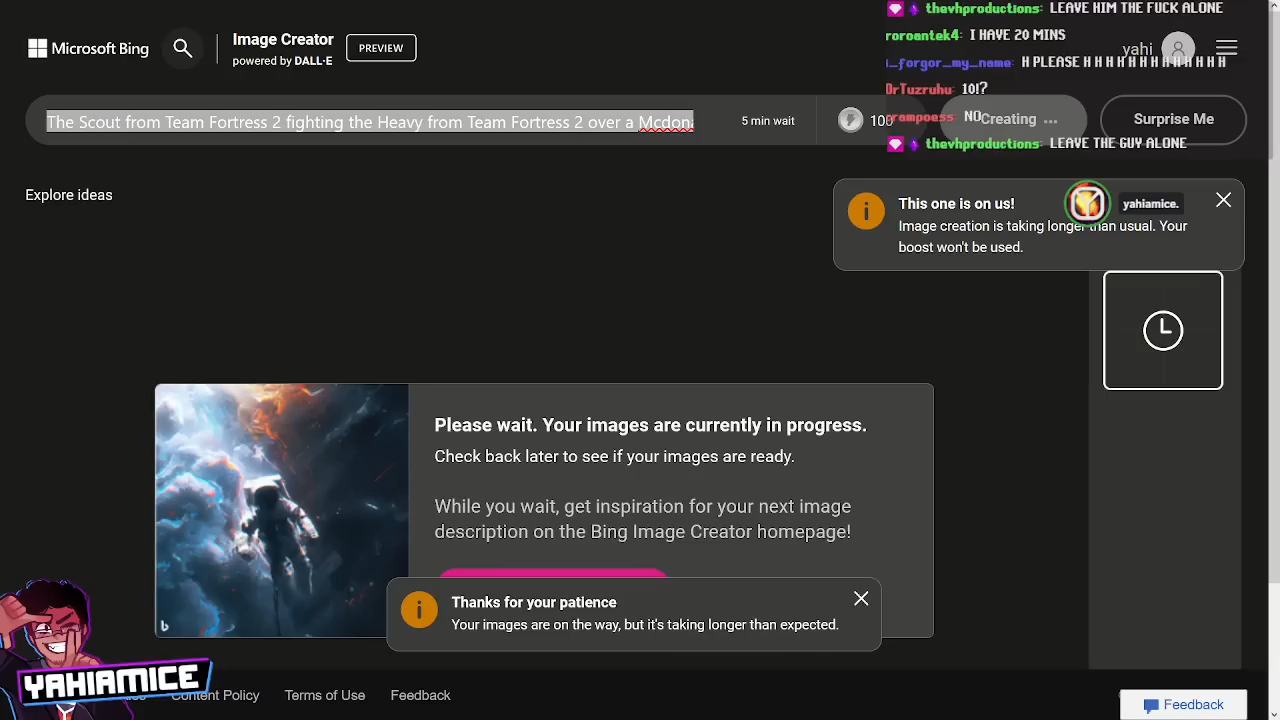 Microsoft Bing
Image Creator
PREVIEW
powered by DALL·E
thevhproductions: LEAVE HIM THE FUCK ALONE
roroantek4: I HAVE 20 MINS
yahi
_forgor_my_name: H PLEASE H H H H H H H H H H H
DrTuzruhu: 10!?
rampoess: NO
thevhproductions: LEAVE THE GUY ALONE
The Scout from Team Fortress 2 fighting the Heavy from Team Fortress 2 over a Mcdona
5 min wait
100
Creating ...
Surprise Me
Explore ideas
This one is on us!
yahiamice.
Image creation is taking longer than usual. Your
boost won't be used.
Please wait. Your images are currently in progress.
Check back later to see if your images are ready.
While you wait, get inspiration for your next image
description on the Bing Image Creator homepage!
Thanks for your patience
Your images are on the way, but it's taking longer than expected.
YAHIAMICE
Content Policy
Terms of Use
Feedback
Feedback